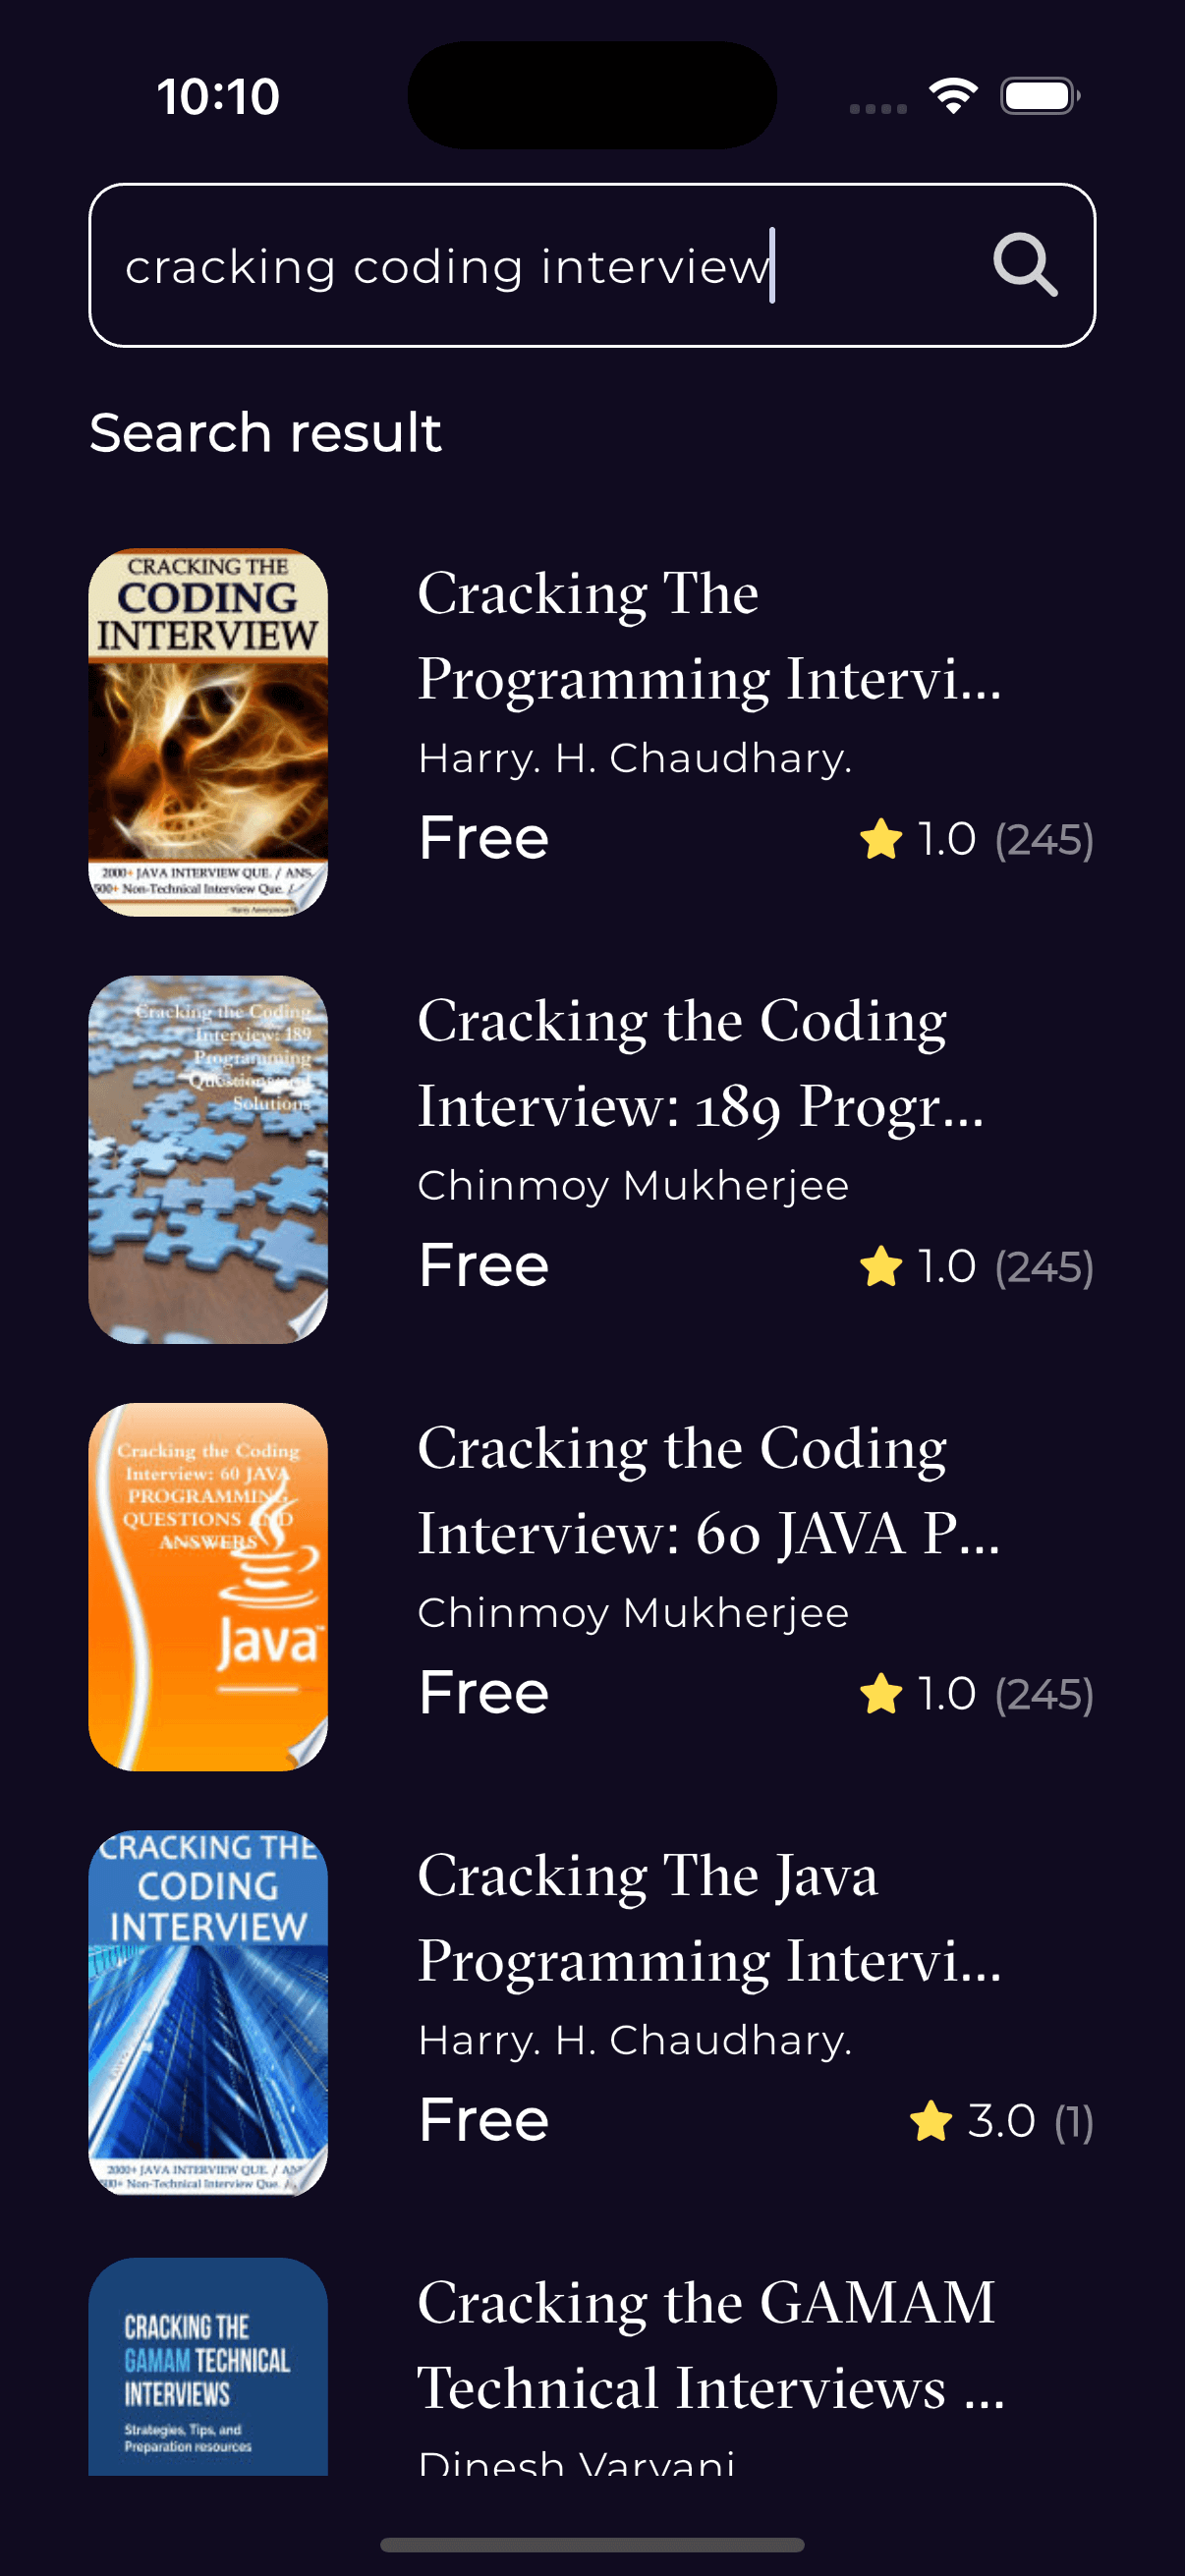 10:10
cracking coding interview
Search result
CRACKING THE
CODING
INTERVIEW
2000+ JAVA INTERVIEW QUE. / ANS.
500+ Non-Technical Interview Que. /
Cracking The
Programming Intervi...
Harry. H. Chaudhary.
Free
1.0 (245)
Cracking the Coding
Interview: 189
Programming
Questions and
Solutions
Cracking the Coding
Interview: 189 Progr...
Chinmoy Mukherjee
Free
1.0 (245)
Cracking the Coding
Interview: 60 JAVA
PROGRAMMING
QUESTIONS AND
ANSWERS
Java
Cracking the Coding
Interview: 60 JAVA P...
Chinmoy Mukherjee
Free
1.0 (245)
CRACKING THE
CODING
INTERVIEW
2000+ JAVA INTERVIEW QUE. / AN
500+ Non-Technical Interview Que. /
Cracking The Java
Programming Intervi...
Harry. H. Chaudhary.
Free
3.0 (1)
CRACKING THE
GAMAM TECHNICAL
INTERVIEWS
Strategies, Tips, and
Preparation resources
Cracking the GAMAM
Technical Interviews ...
Dinesh Varyani